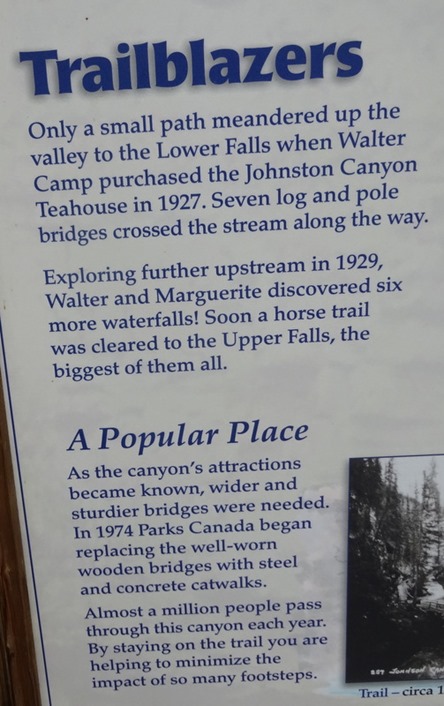 Trailblazers
Only a small path meandered up the
valley to the Lower Falls when Walter
Camp purchased the Johnston Canyon
Teahouse in 1927. Seven log and pole
bridges crossed the stream along the way.
Exploring further upstream in 1929,
Walter and Marguerite discovered six
more waterfalls! Soon a horse trail
was cleared to the Upper Falls, the
biggest of them all.
A Popular Place
As the canyon's attractions
became known, wider and
sturdier bridges were needed.
In 1974 Parks Canada began
replacing the well-worn
wooden bridges with steel
and concrete catwalks.
Almost a million people pass
through this canyon each year.
By staying on the trail you are
helping to minimize the
impact of so many footsteps.
Trail – circa 1